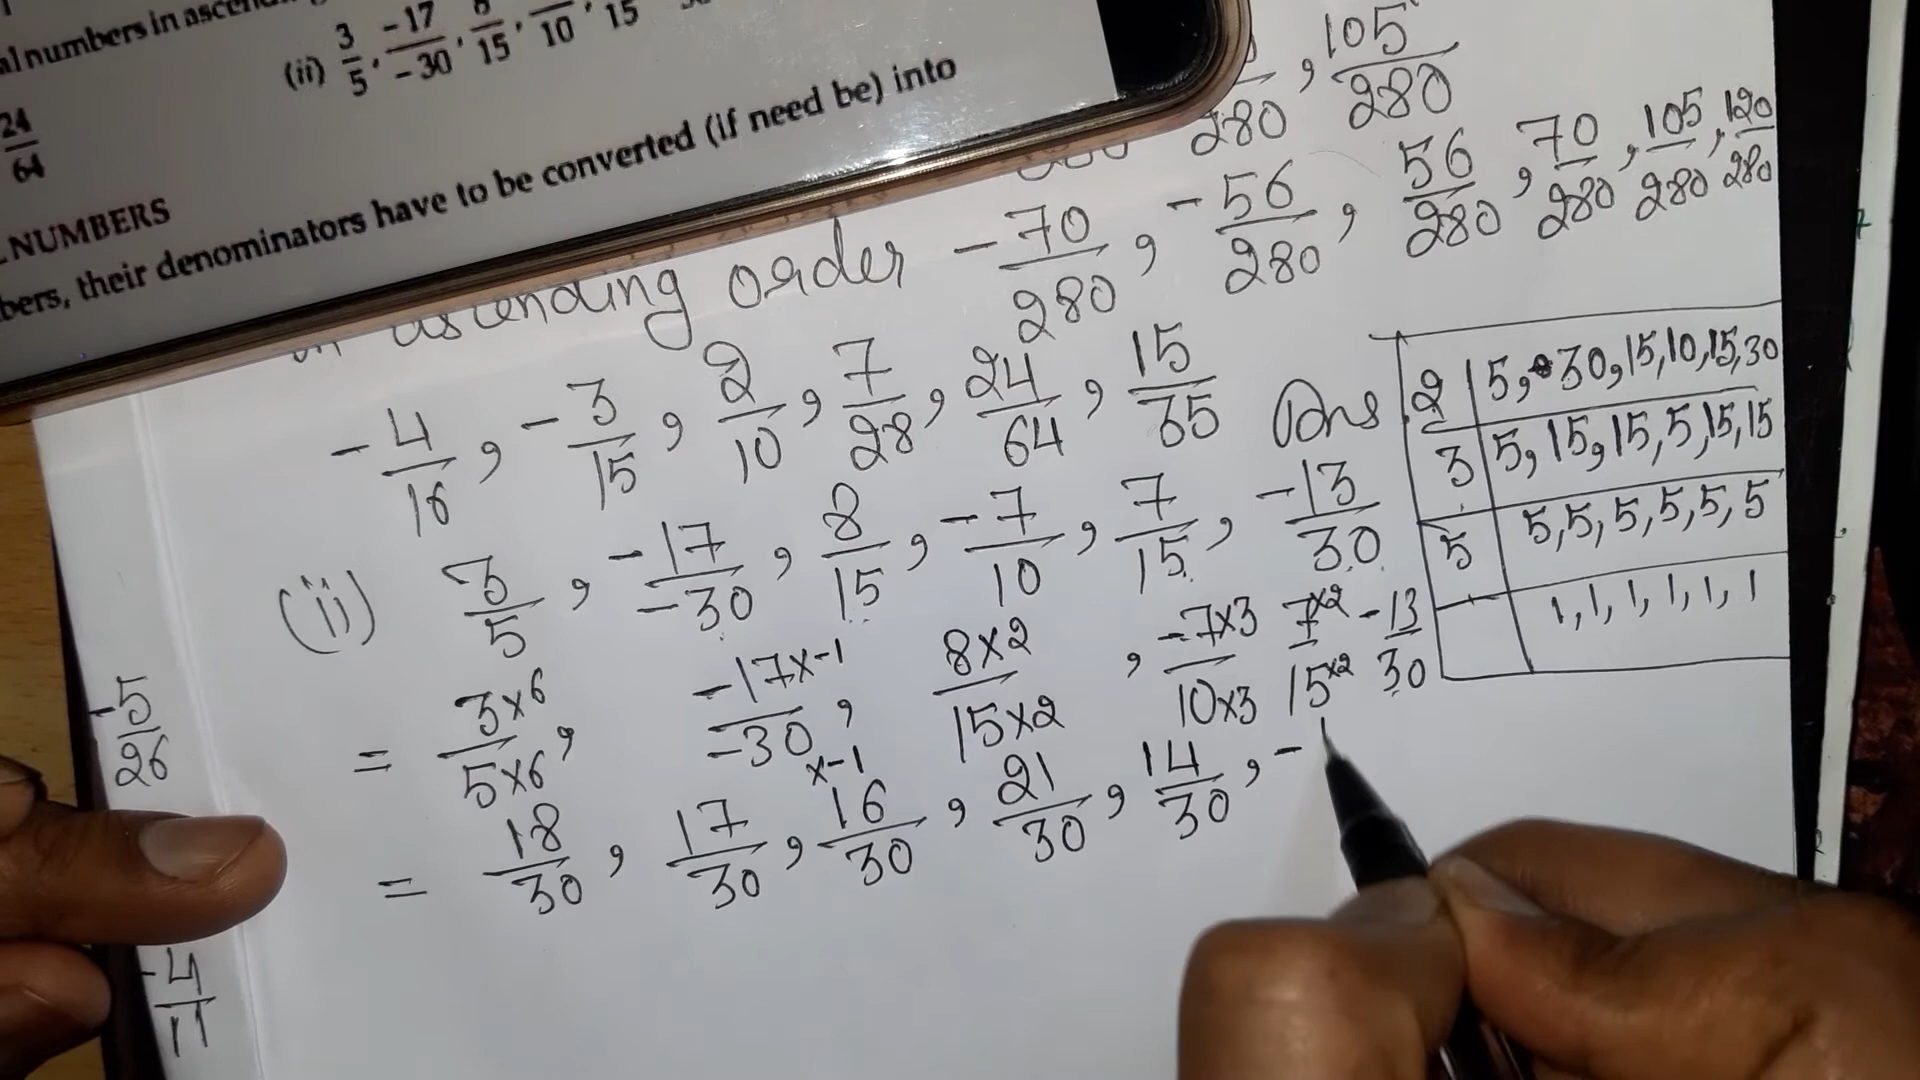 al numbers in
(ii) 3/5, -17/-30, 8/15, /10, /15
24/64
NUMBERS
bers, their denominators have to be converted (if need be) into
280, 105/280
ascending order -70/280, -56/280, 56/280, 70/280, 105/280, 120/280
-4/16, -3/15, 2/10, 7/28, 24/64, 15/35 Ans
(ii) 3/5, -17/-30, 8/15, -7/10, 7/15, -13/30
= 3×6/5×6, -17×-1/-30×-1, 8×2/15×2, -7×3/10×3 7×2/15×2 -13/30
= 18/30, 17/30, 16/30, 21/30, 14/30, -1
2 | 5, 30, 15, 10, 15, 30
3 | 5, 15, 15, 5, 15, 15
5 | 5, 5, 5, 5, 5, 5
1, 1, 1, 1, 1, 1
-5/26
-4/11